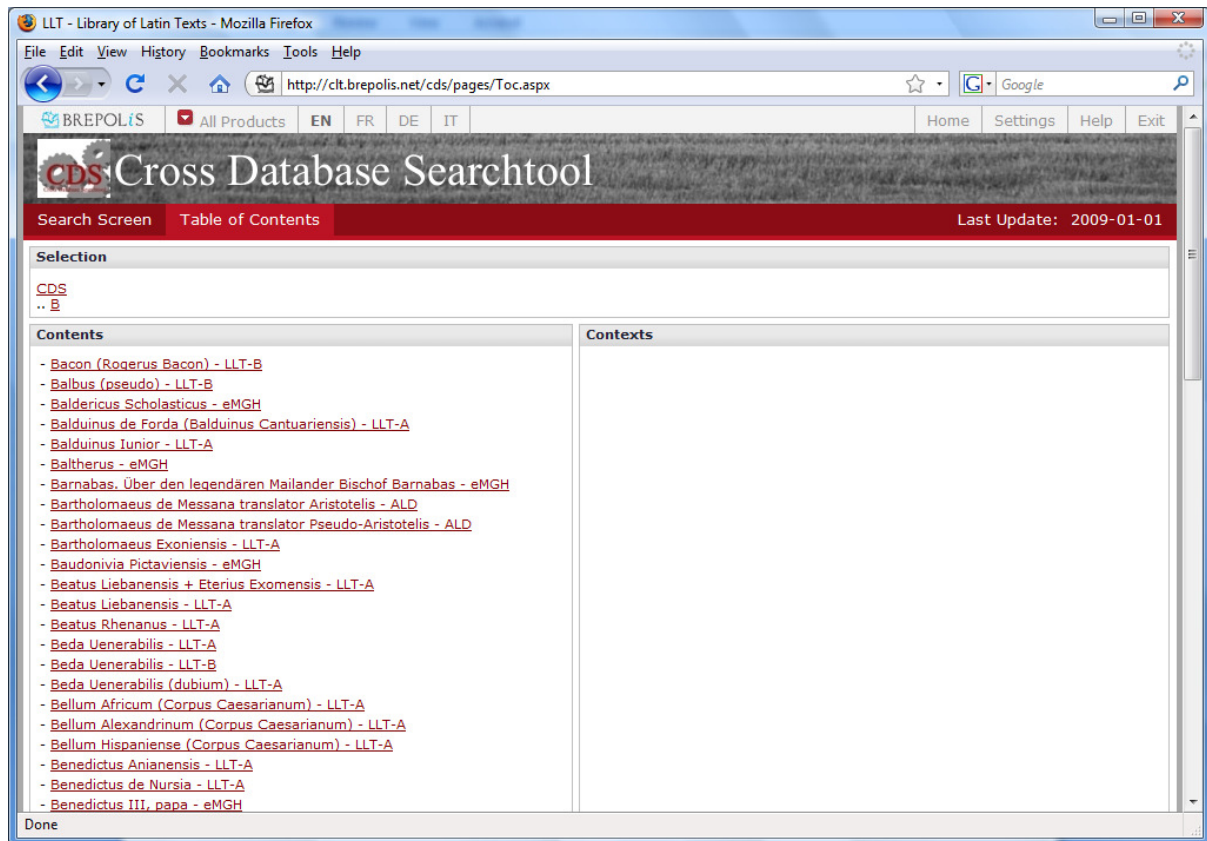 LLT - Library of Latin Texts - Mozilla Firefox
File Edit View History Bookmarks Tools Help
http://clt.brepolis.net/cds/pages/Toc.aspx
G Google
BREPOLiS All Products EN FR DE IT Home Settings Help Exit
CDS Cross Database Searchtool
Search Screen Table of Contents Last Update: 2009-01-01
Selection
CDS
.. B
Contents
- Bacon (Rogerus Bacon) - LLT-B
- Balbus (pseudo) - LLT-B
- Baldericus Scholasticus - eMGH
- Balduinus de Forda (Balduinus Cantuariensis) - LLT-A
- Balduinus Iunior - LLT-A
- Baltherus - eMGH
- Barnabas. Über den legendären Mailander Bischof Barnabas - eMGH
- Bartholomaeus de Messana translator Aristotelis - ALD
- Bartholomaeus de Messana translator Pseudo-Aristotelis - ALD
- Bartholomaeus Exoniensis - LLT-A
- Baudonivia Pictaviensis - eMGH
- Beatus Liebanensis + Eterius Exomensis - LLT-A
- Beatus Liebanensis - LLT-A
- Beatus Rhenanus - LLT-A
- Beda Uenerabilis - LLT-A
- Beda Uenerabilis - LLT-B
- Beda Uenerabilis (dubium) - LLT-A
- Bellum Africum (Corpus Caesarianum) - LLT-A
- Bellum Alexandrinum (Corpus Caesarianum) - LLT-A
- Bellum Hispaniense (Corpus Caesarianum) - LLT-A
- Benedictus Anianensis - LLT-A
- Benedictus de Nursia - LLT-A
- Benedictus III, papa - eMGH
Contexts
Done